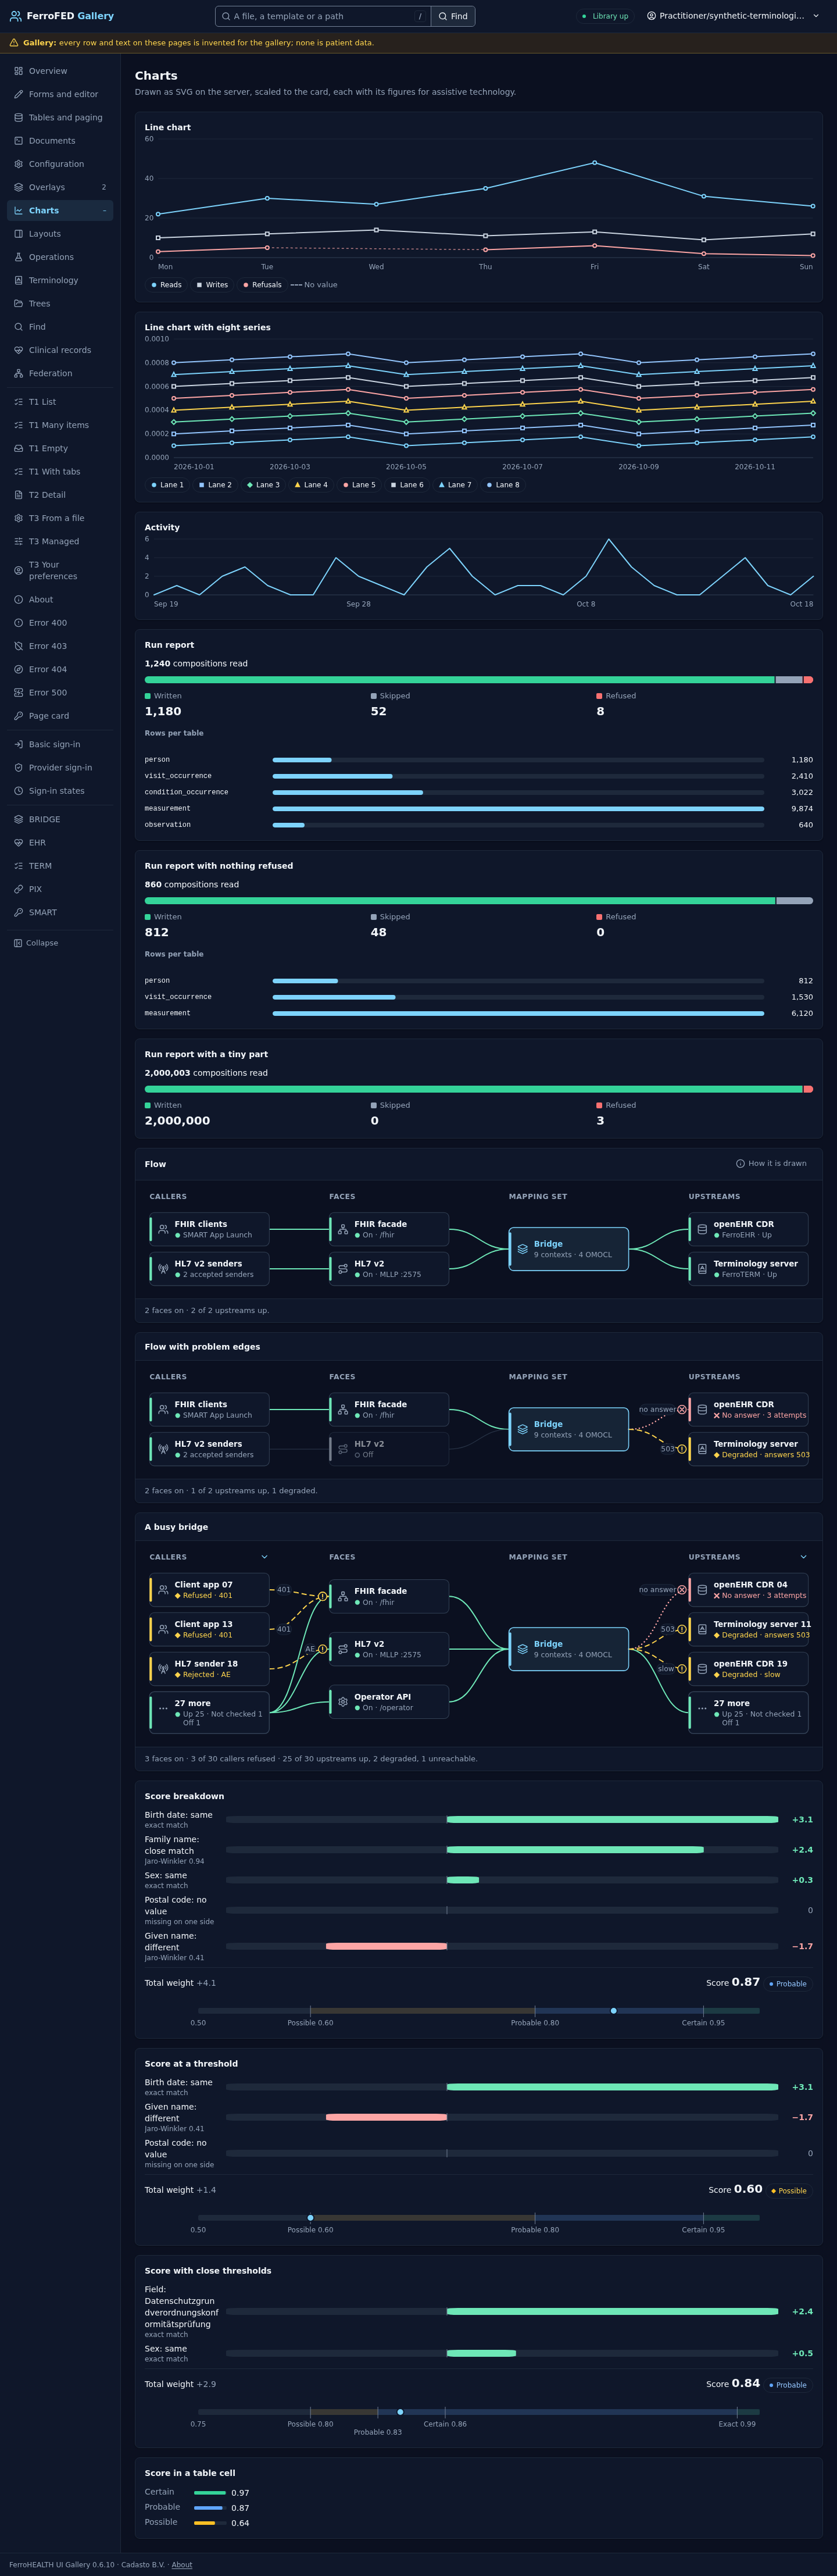 FerroFED Gallery
A file, a template or a path
/
Find
Library up
Practitioner/synthetic-terminologi...
Gallery: every row and text on these pages is invented for the gallery; none is patient data.
Overview
Forms and editor
Tables and paging
Documents
Configuration
Overlays 2
Charts –
Layouts
Operations
Terminology
Trees
Find
Clinical records
Federation
T1 List
T1 Many items
T1 Empty
T1 With tabs
T2 Detail
T3 From a file
T3 Managed
T3 Your
preferences
About
Error 400
Error 403
Error 404
Error 500
Page card
Basic sign-in
Provider sign-in
Sign-in states
BRIDGE
EHR
TERM
PIX
SMART
Collapse
Charts
Drawn as SVG on the server, scaled to the card, each with its figures for assistive technology.
Line chart
60
40
20
0
Mon Tue Wed Thu Fri Sat Sun
Reads Writes Refusals No value
Line chart with eight series
0.0010
0.0008
0.0006
0.0004
0.0002
0.0000
2026-10-01 2026-10-03 2026-10-05 2026-10-07 2026-10-09 2026-10-11
Lane 1 Lane 2 Lane 3 Lane 4 Lane 5 Lane 6 Lane 7 Lane 8
Activity
6
4
2
0
Sep 19 Sep 28 Oct 8 Oct 18
Run report
1,240 compositions read
Written Skipped Refused
1,180 52 8
Rows per table
person 1,180
visit_occurrence 2,410
condition_occurrence 3,022
measurement 9,874
observation 640
Run report with nothing refused
860 compositions read
Written Skipped Refused
812 48 0
Rows per table
person 812
visit_occurrence 1,530
measurement 6,120
Run report with a tiny part
2,000,003 compositions read
Written Skipped Refused
2,000,000 0 3
Flow
How it is drawn
CALLERS FACES MAPPING SET UPSTREAMS
FHIR clients
SMART App Launch
HL7 v2 senders
2 accepted senders
FHIR facade
On · /fhir
HL7 v2
On · MLLP :2575
Bridge
9 contexts · 4 OMOCL
openEHR CDR
FerroEHR · Up
Terminology server
FerroTERM · Up
2 faces on · 2 of 2 upstreams up.
Flow with problem edges
CALLERS FACES MAPPING SET UPSTREAMS
FHIR clients
SMART App Launch
HL7 v2 senders
2 accepted senders
FHIR facade
On · /fhir
HL7 v2
Off
Bridge
9 contexts · 4 OMOCL
no answer
503
openEHR CDR
No answer · 3 attempts
Terminology server
Degraded · answers 503
2 faces on · 1 of 2 upstreams up, 1 degraded.
A busy bridge
CALLERS FACES MAPPING SET UPSTREAMS
Client app 07
Refused · 401
Client app 13
Refused · 401
HL7 sender 18
Rejected · AE
27 more
Up 25 · Not checked 1
Off 1
401
401
AE
FHIR facade
On · /fhir
HL7 v2
On · MLLP :2575
Operator API
On · /operator
Bridge
9 contexts · 4 OMOCL
no answer
503
slow
openEHR CDR 04
No answer · 3 attempts
Terminology server 11
Degraded · answers 503
openEHR CDR 19
Degraded · slow
27 more
Up 25 · Not checked 1
Off 1
3 faces on · 3 of 30 callers refused · 25 of 30 upstreams up, 2 degraded, 1 unreachable.
Score breakdown
Birth date: same
exact match
+3.1
Family name:
close match
Jaro-Winkler 0.94
+2.4
Sex: same
exact match
+0.3
Postal code: no
value
missing on one side
0
Given name:
different
Jaro-Winkler 0.41
−1.7
Total weight +4.1
Score 0.87 Probable
0.50 Possible 0.60 Probable 0.80 Certain 0.95
Score at a threshold
Birth date: same
exact match
+3.1
Given name:
different
Jaro-Winkler 0.41
−1.7
Postal code: no
value
missing on one side
0
Total weight +1.4
Score 0.60 Possible
0.50 Possible 0.60 Probable 0.80 Certain 0.95
Score with close thresholds
Field:
Datenschutzgrun
dverordnungskonf
ormitätsprüfung
exact match
+2.4
Sex: same
exact match
+0.5
Total weight +2.9
Score 0.84 Probable
0.75 Possible 0.80 Certain 0.86 Exact 0.99
Probable 0.83
Score in a table cell
Certain 0.97
Probable 0.87
Possible 0.64
FerroHEALTH UI Gallery 0.6.10 · Cadasto B.V. · About